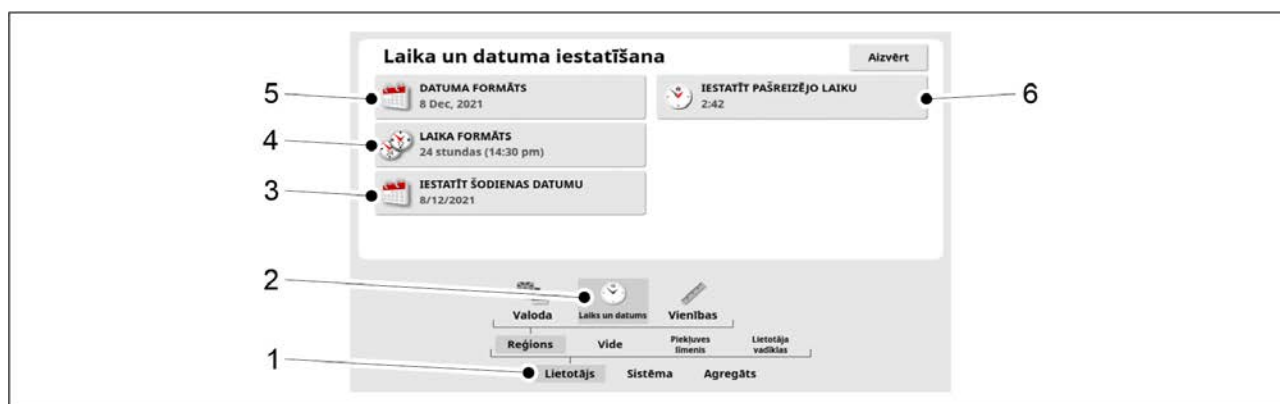 Laika un datuma iestatīšana
Aizvērt
5
DATUMA FORMĀTS
8 Dec, 2021
IESTATĪT PAŠREIZĒJO LAIKU
2:42
6
4
LAIKA FORMĀTS
24 stundas (14:30 pm)
3
IESTATĪT ŠODIENAS DATUMU
8/12/2021
2
Valoda
Laiks un datums
Vienības
Reģions
Vide
Piekļuves
līmenis
Lietotāja
vadīklas
1
Lietotājs
Sistēma
Agregāts